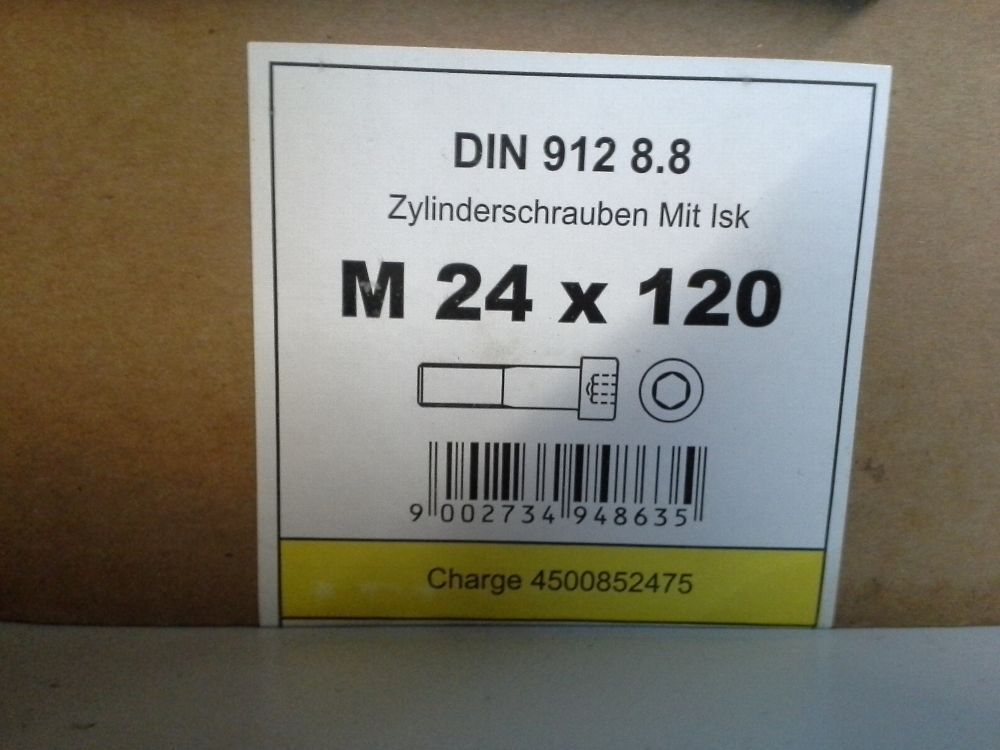 DIN 912 8.8
Zylinderschrauben Mit Isk
M 24 x 120
9 002734 948635
Charge 4500852475